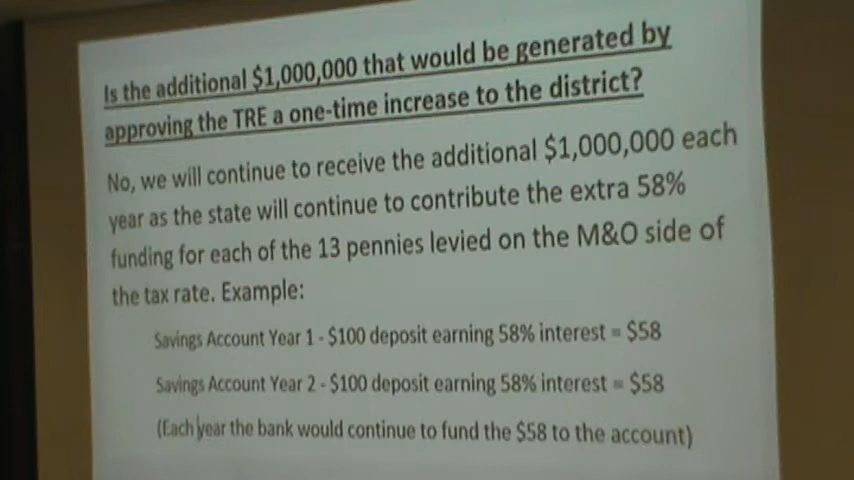 Is the additional $1,000,000 that would be generated by
approving the TRE a one-time increase to the district?
No, we will continue to receive the additional $1,000,000 each
year as the state will continue to contribute the extra 58%
funding for each of the 13 pennies levied on the M&O side of
the tax rate. Example:
Savings Account Year 1 - $100 deposit earning 58% interest = $58
Savings Account Year 2 - $100 deposit earning 58% interest = $58
(Each year the bank would continue to fund the $58 to the account)